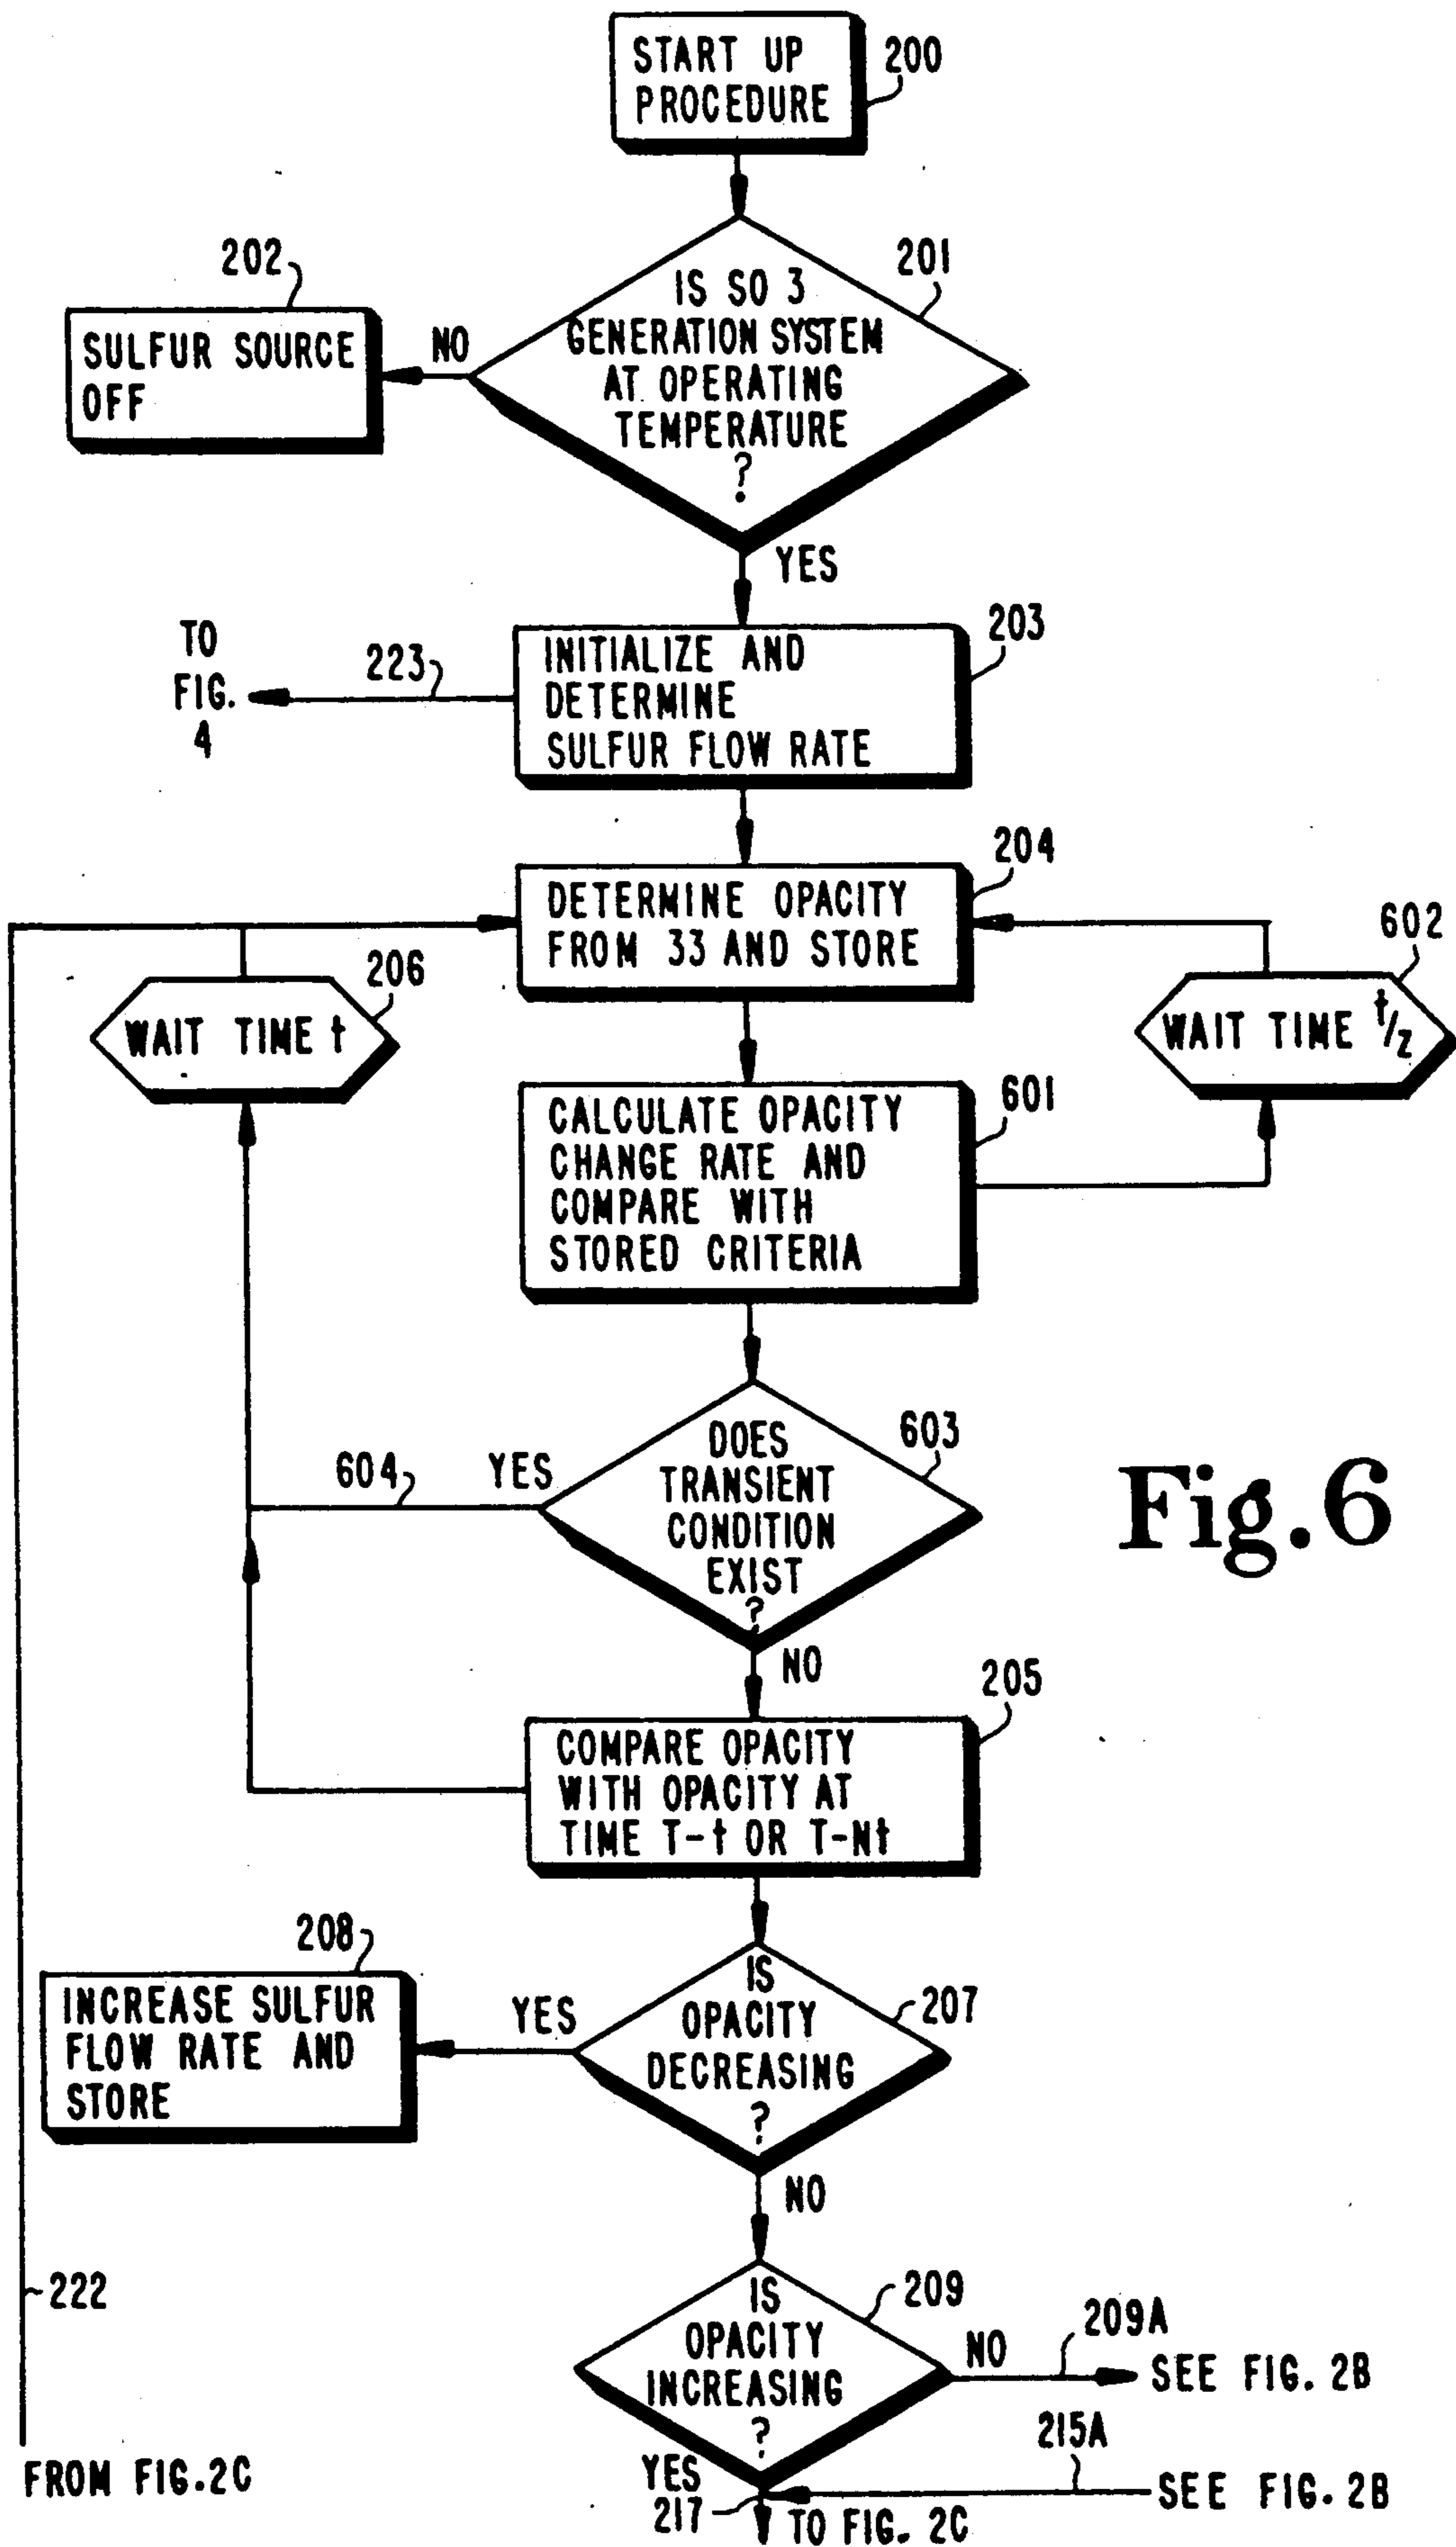 START UP
PROCEDURE
200
202
201
IS SO 3
GENERATION SYSTEM
AT OPERATING
TEMPERATURE
?
NO
SULFUR SOURCE
OFF
YES
TO
FIG.
4
223
203
INITIALIZE AND
DETERMINE
SULFUR FLOW RATE
204
DETERMINE OPACITY
FROM 33 AND STORE
206
WAIT TIME t
602
WAIT TIME t/z
601
CALCULATE OPACITY
CHANGE RATE AND
COMPARE WITH
STORED CRITERIA
604
YES
603
DOES
TRANSIENT
CONDITION
EXIST
?
Fig. 6
NO
205
COMPARE OPACITY
WITH OPACITY AT
TIME T-t OR T-Nt
208
INCREASE SULFUR
FLOW RATE AND
STORE
YES
207
IS
OPACITY
DECREASING
?
NO
222
209
IS
OPACITY
INCREASING
?
NO
209A
SEE FIG. 2B
215A
FROM FIG.2C
YES
217
SEE FIG. 2B
TO FIG. 2C